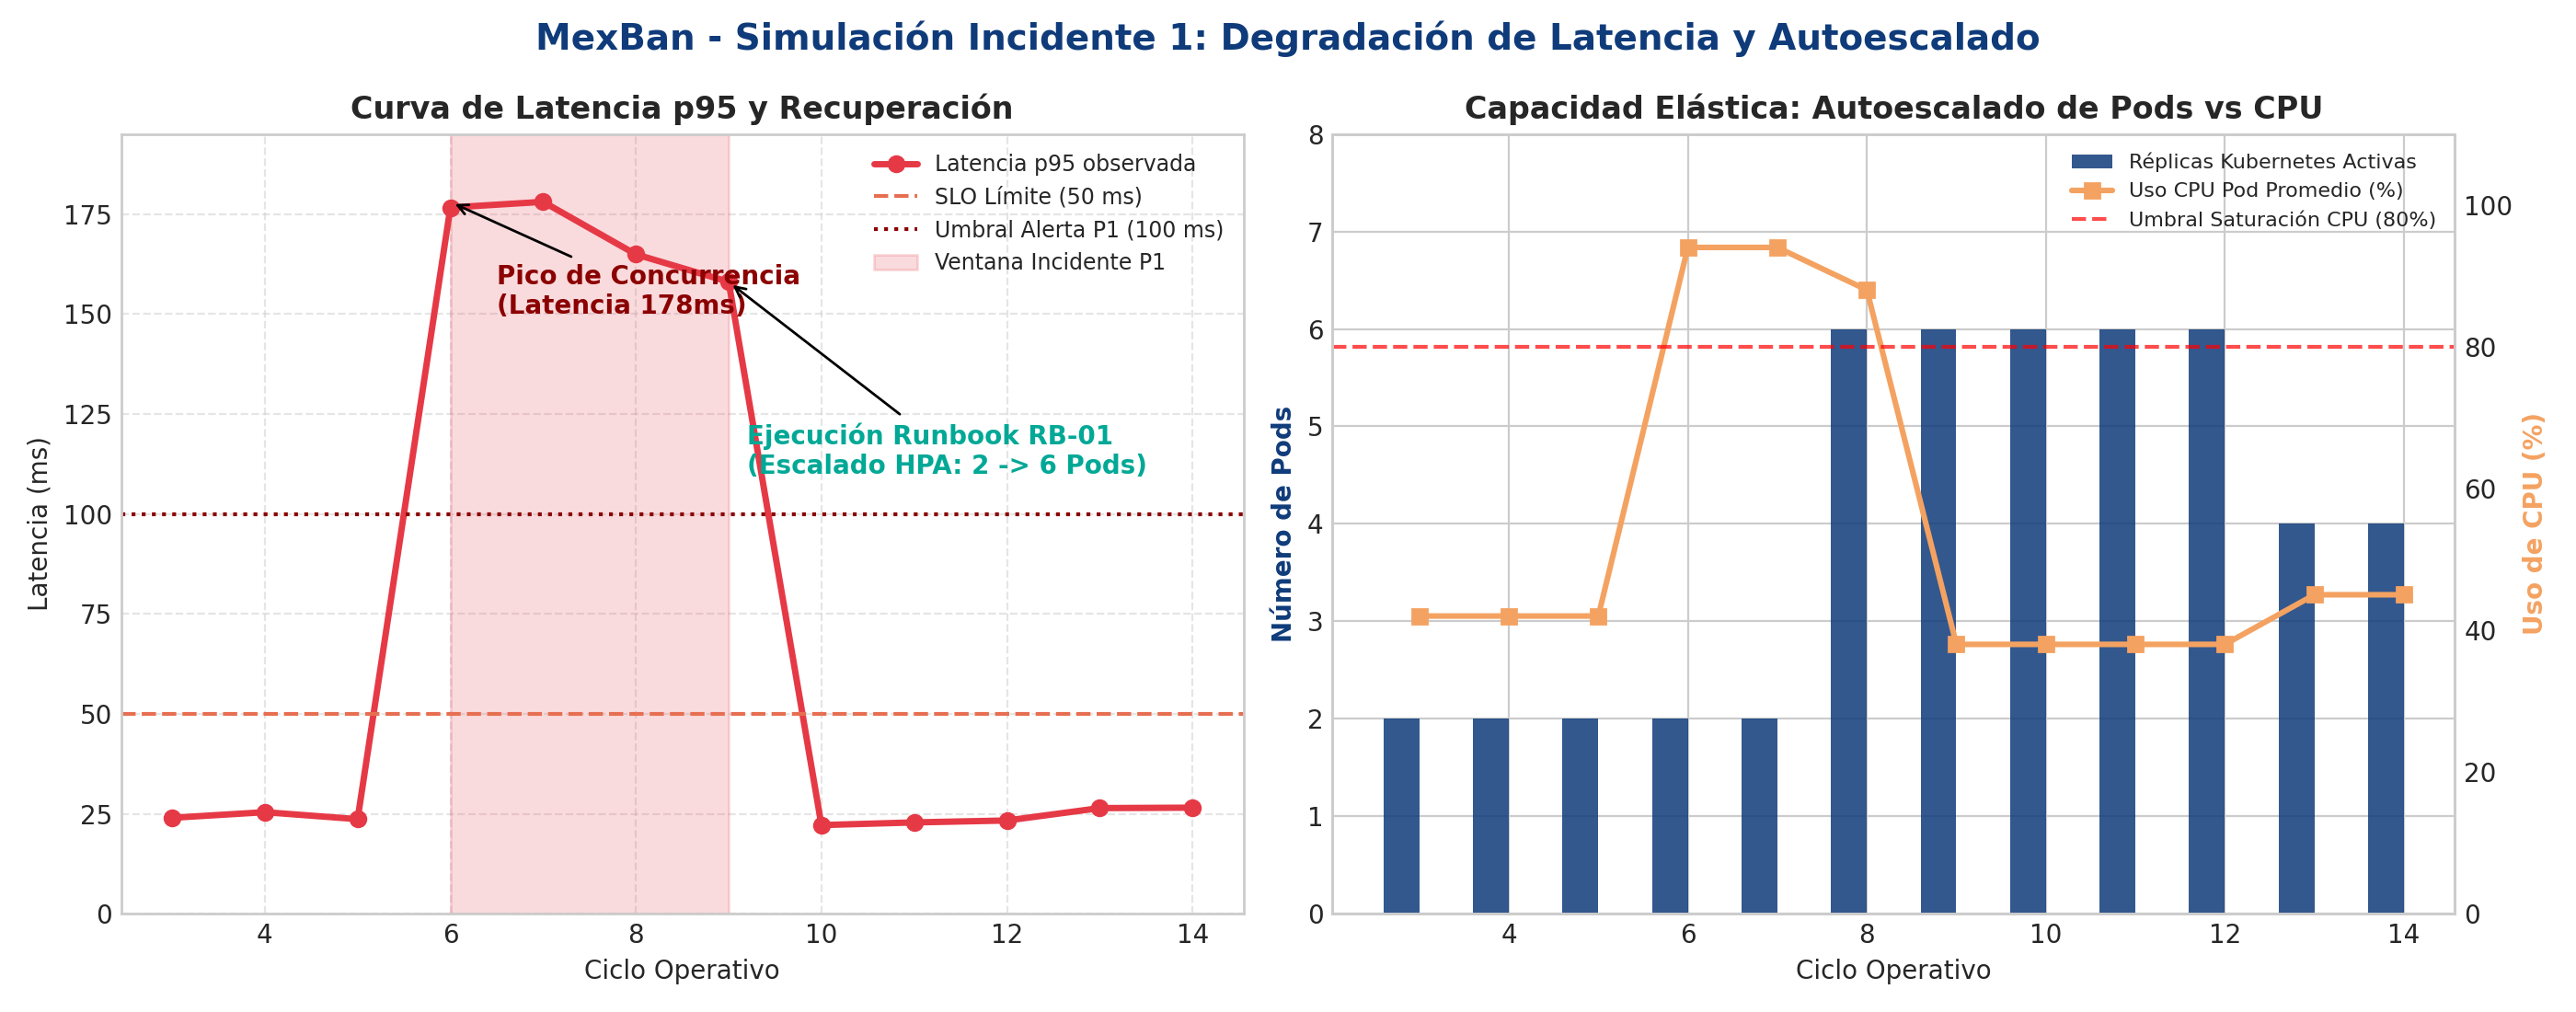 MexBan - Simulación Incidente 1: Degradación de Latencia y Autoescalado
Curva de Latencia p95 y Recuperación
Latencia (ms)
175
150
125
100
75
50
25
0
Latencia p95 observada
SLO Límite (50 ms)
Umbral Alerta P1 (100 ms)
Ventana Incidente P1
Pico de Concurrencia
(Latencia 178ms)
Ejecución Runbook RB-01
(Escalado HPA: 2 -> 6 Pods)
4
6
8
10
12
14
Ciclo Operativo
Capacidad Elástica: Autoescalado de Pods vs CPU
Número de Pods
8
7
6
5
4
3
2
1
0
Réplicas Kubernetes Activas
Uso CPU Pod Promedio (%)
Umbral Saturación CPU (80%)
100
80
60
40
20
0
Uso de CPU (%)
4
6
8
10
12
14
Ciclo Operativo